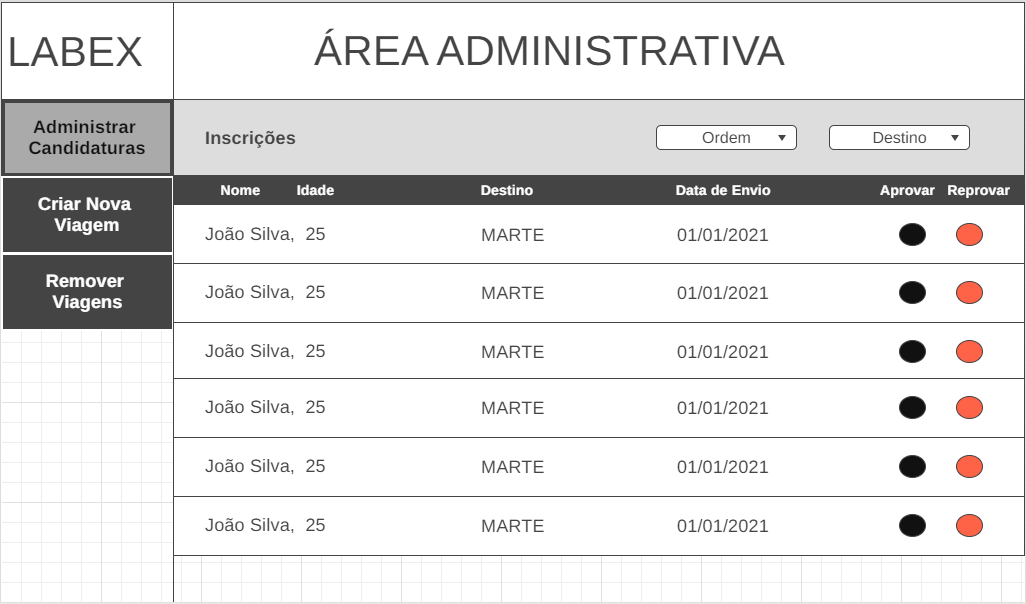 LABEX
ÁREA ADMINISTRATIVA
Administrar
Candidaturas
Criar Nova
Viagem
Remover
Viagens
Inscrições Ordem Destino
Nome Idade Destino Data de Envio Aprovar Reprovar
João Silva, 25 MARTE 01/01/2021
João Silva, 25 MARTE 01/01/2021
João Silva, 25 MARTE 01/01/2021
João Silva, 25 MARTE 01/01/2021
João Silva, 25 MARTE 01/01/2021
João Silva, 25 MARTE 01/01/2021